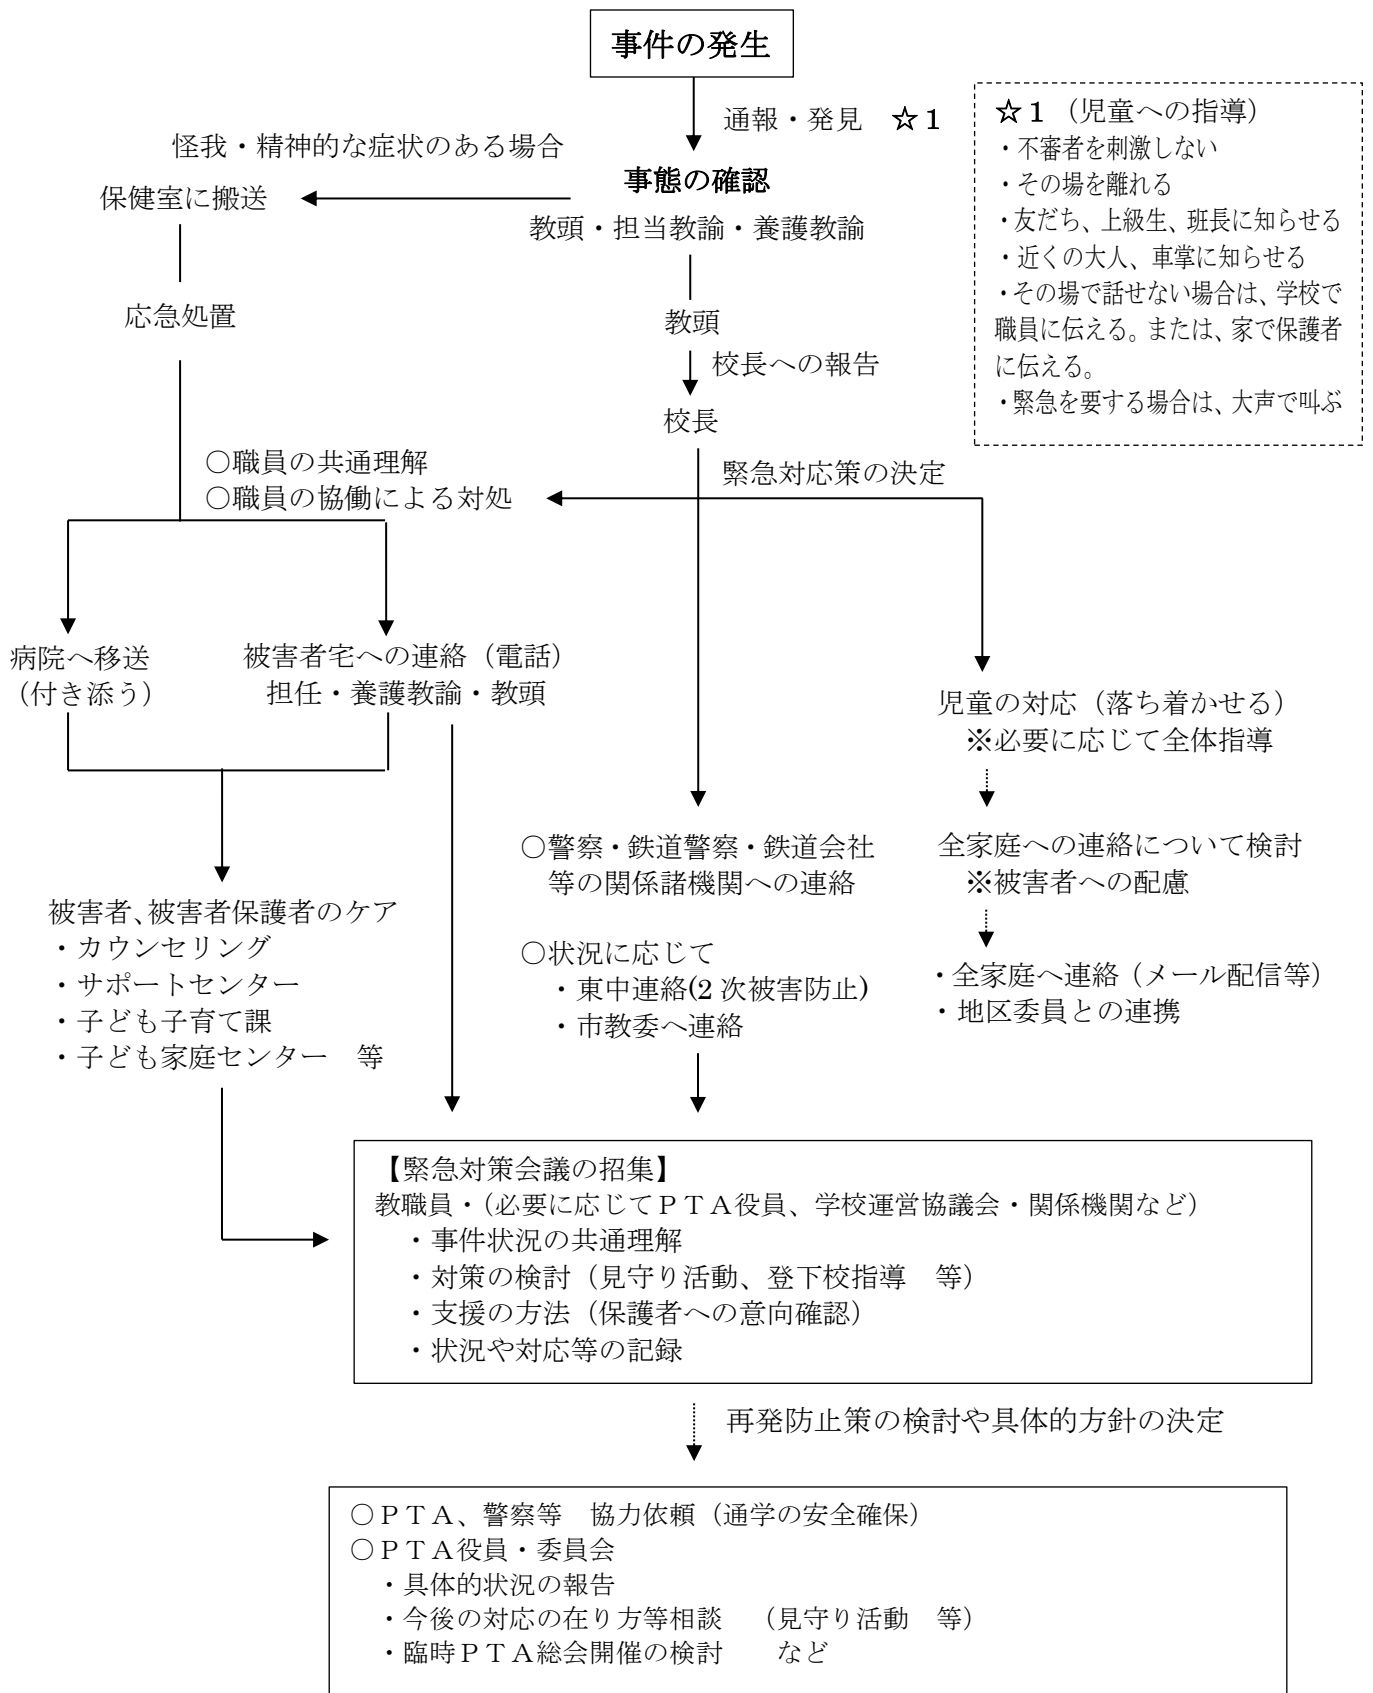 事件の発生
通報・発見　☆１
☆１（児童への指導）
・不審者を刺激しない
・その場を離れる
・友だち、上級生、班長に知らせる
・近くの大人、車掌に知らせる
・その場で話せない場合は、学校で
職員に伝える。または、家で保護者
に伝える。
・緊急を要する場合は、大声で叫ぶ
怪我・精神的な症状のある場合
事態の確認
保健室に搬送
教頭・担当教諭・養護教諭
応急処置
教頭
校長への報告
校長
○職員の共通理解
○職員の協働による対処
緊急対応策の決定
病院へ移送
（付き添う）
被害者宅への連絡（電話）
担任・養護教諭・教頭
児童の対応（落ち着かせる）
※必要に応じて全体指導
○警察・鉄道警察・鉄道会社
等の関係諸機関への連絡
全家庭への連絡について検討
※被害者への配慮
被害者、被害者保護者のケア
・カウンセリング
・サポートセンター
・子ども子育て課
・子ども家庭センター　等
○状況に応じて
・東中連絡(2 次被害防止)
・市教委へ連絡
・全家庭へ連絡（メール配信等）
・地区委員との連携
【緊急対策会議の招集】
教職員・（必要に応じてＰＴＡ役員、学校運営協議会・関係機関など）
・事件状況の共通理解
・対策の検討（見守り活動、登下校指導　等）
・支援の方法（保護者への意向確認）
・状況や対応等の記録
再発防止策の検討や具体的方針の決定
○ＰＴＡ、警察等　協力依頼（通学の安全確保）
○ＰＴＡ役員・委員会
・具体的状況の報告
・今後の対応の在り方等相談　（見守り活動　等）
・臨時ＰＴＡ総会開催の検討　　など